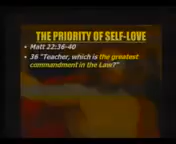 THE PRIORITY OF SELF-LOVE
• Matt 22:36-40
• 36 "Teacher, which is the greatest
commandment in the Law?"